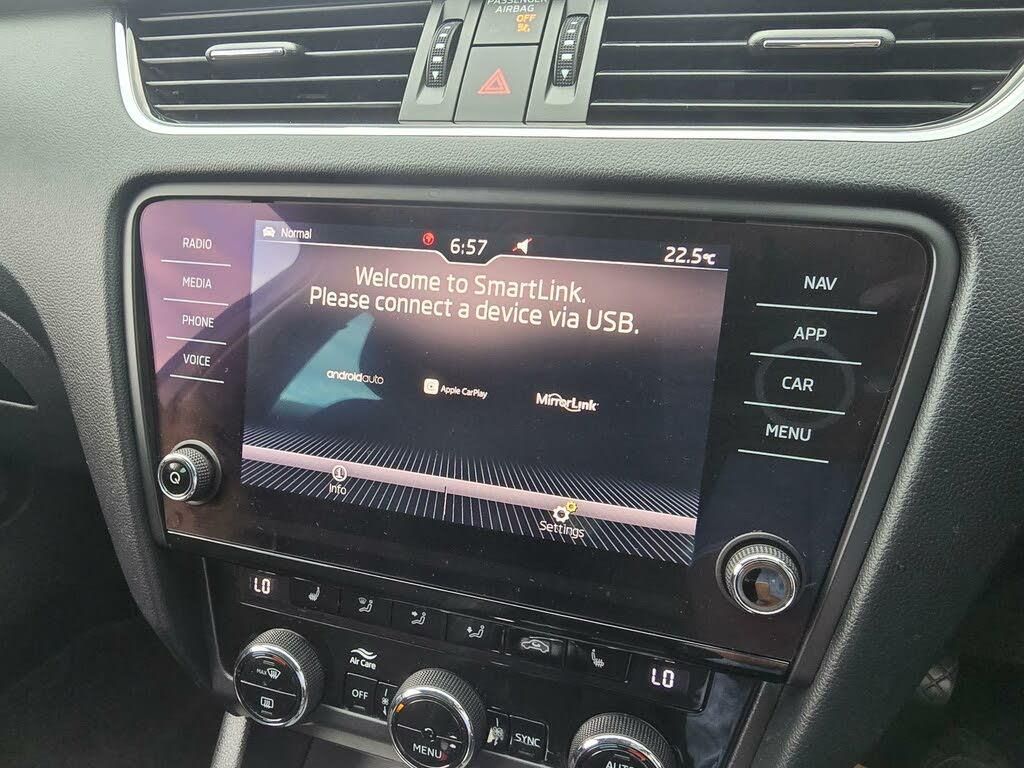 PASSENGER
AIRBAG
OFF
RADIO
MEDIA
PHONE
VOICE
Normal
6:57
22.5°C
Welcome to SmartLink.
Please connect a device via USB.
androidauto
Apple CarPlay
MirrorLink
Info
Settings
NAV
APP
CAR
MENU
LO
LO
MAX
Air Care
OFF
MENU
SYNC
AUTO